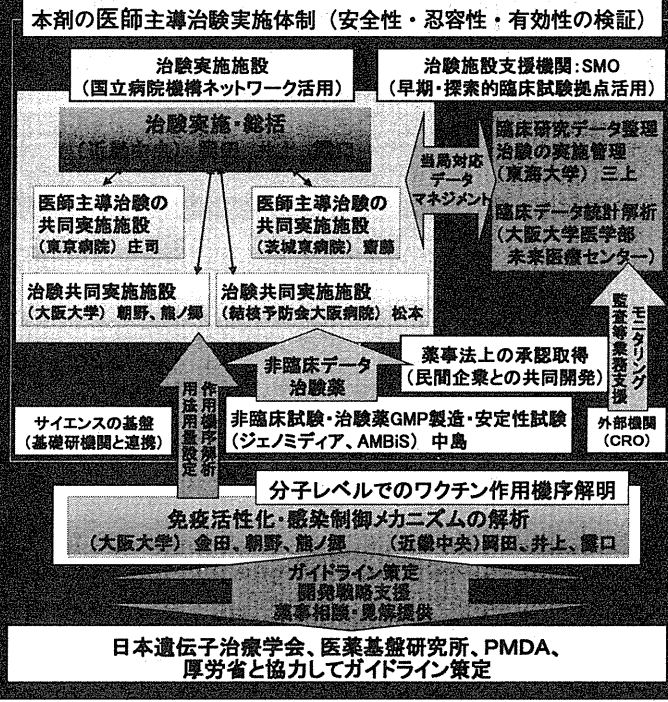 本剤の医師主導治験実施体制（安全性・忍容性・有効性の検証）
治験実施施設
（国立病院機構ネットワーク活用）
治験施設支援機関：SMO
（早期・探索的臨床試験拠点活用）
治験実施・総括
（近畿中央）岡田、井上、露口
医師主導治験の
共同実施施設
（東京病院）庄司
医師主導治験の
共同実施施設
（茨城東病院）齋藤
治験共同実施施設
（大阪大学）朝野、熊ノ郷
治験共同実施施設
（結核予防会大阪病院）松本
当局対応
データ
マネジメント
臨床研究データ整理
治験の実施管理
（東海大学）三上
臨床データ統計解析
（大阪大学医学部
未来医療センター）
モニタリング
監査等業務支援
外部機関
（CRO）
薬事法上の承認取得
（民間企業との共同開発）
非臨床データ
治験薬
非臨床試験・治験薬GMP製造・安定性試験
（ジェノミディア、AMBiS）中島
作用機序解析
用法用量設定
サイエンスの基盤
（基礎研機関と連携）
分子レベルでのワクチン作用機序解明
免疫活性化・感染制御メカニズムの解析
（大阪大学）金田、朝野、熊ノ郷　（近畿中央）岡田、井上、露口
ガイドライン策定
開発戦略支援
薬事相談・見解提供
日本遺伝子治療学会、医薬基盤研究所、PMDA、
厚労省と協力してガイドライン策定